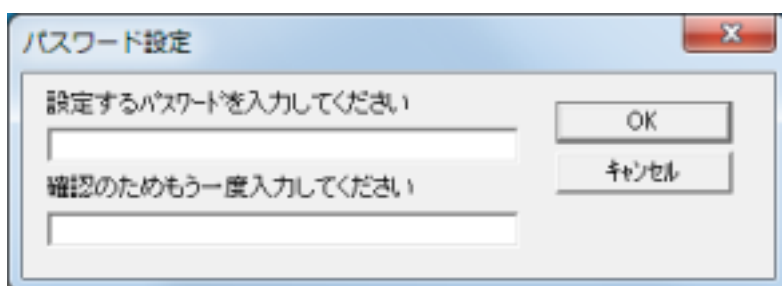 パスワード設定
設定するﾊﾟｽﾜｰﾄﾞを入力してください
OK
ｷｬﾝｾﾙ
確認のためもう一度入力してください